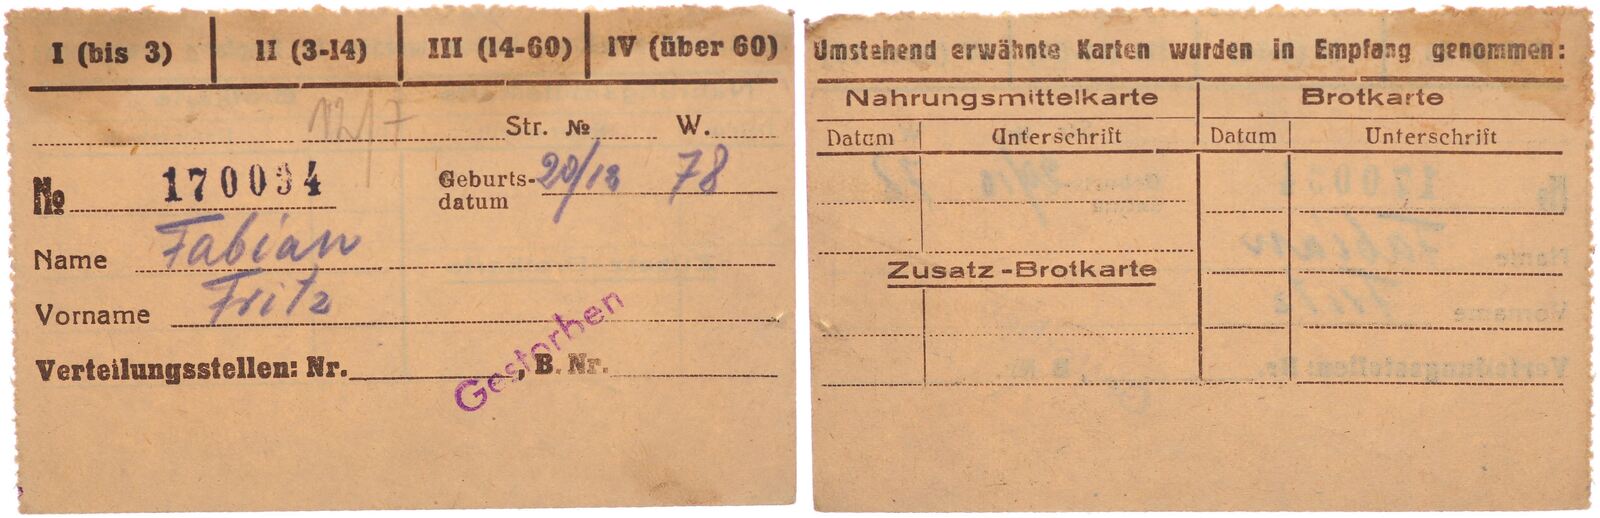 I (bis 3) II (3-14) III (14-60) IV (über 60)
12/7
Str. № W.
№ 170034
Geburts-datum 20/12 78
Name Fabian
Vorname Fritz
Verteilungsstellen: Nr. , B. Nr.
Gestorben
Umstehend erwähnte Karten wurden in Empfang genommen:
Nahrungsmittelkarte Brotkarte
Datum Unterschrift Datum Unterschrift
Zusatz-Brotkarte